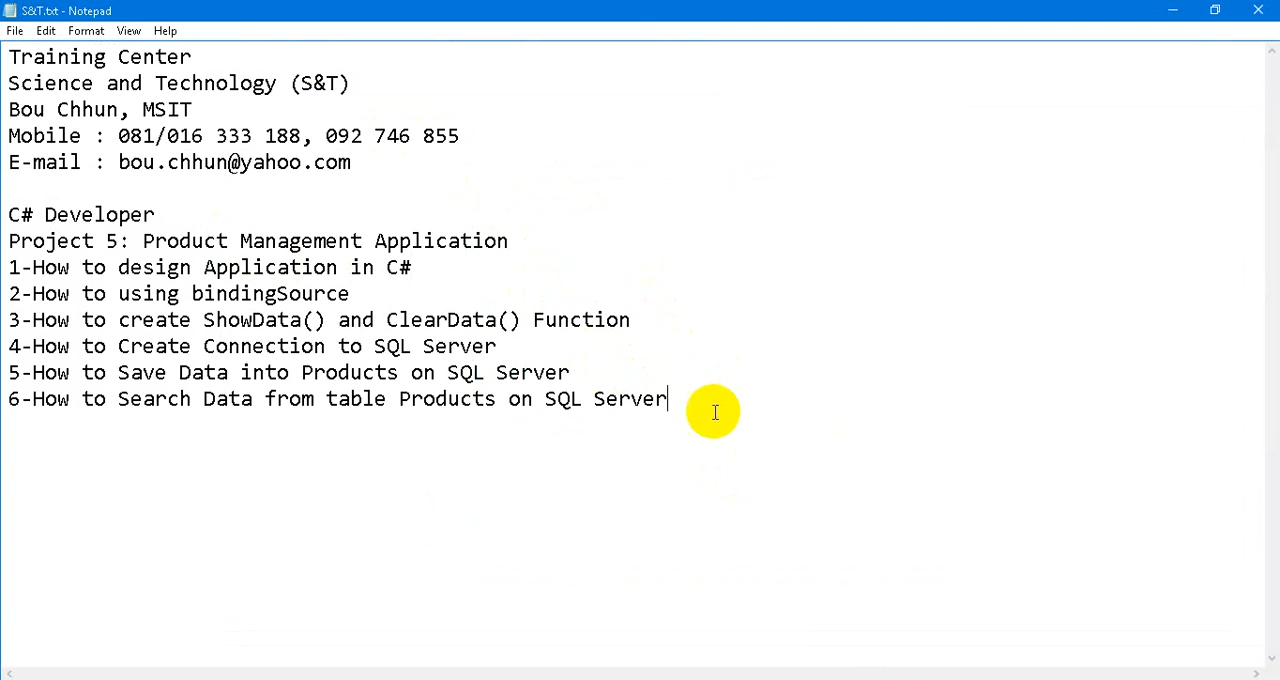 S&T.txt - Notepad
File Edit Format View Help
Training Center
Science and Technology (S&T)
Bou Chhun, MSIT
Mobile : 081/016 333 188, 092 746 855
E-mail : bou.chhun@yahoo.com
C# Developer
Project 5: Product Management Application
1-How to design Application in C#
2-How to using bindingSource
3-How to create ShowData() and ClearData() Function
4-How to Create Connection to SQL Server
5-How to Save Data into Products on SQL Server
6-How to Search Data from table Products on SQL Server